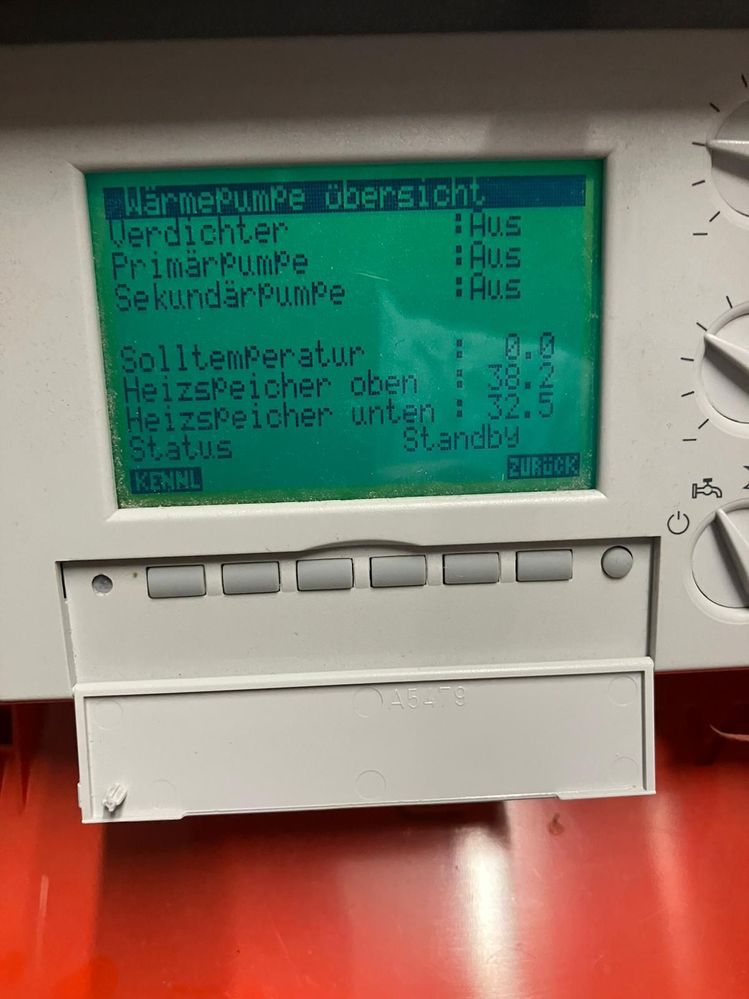 Wärmepumpe übersicht
Verdichter :Aus
Primärpumpe :Aus
Sekundärpumpe :Aus
Solltemperatur : 0.0
Heizspeicher oben : 38.2
Heizspeicher unten : 32.5
Status Standby
KENNL ZURÜCK
A5479